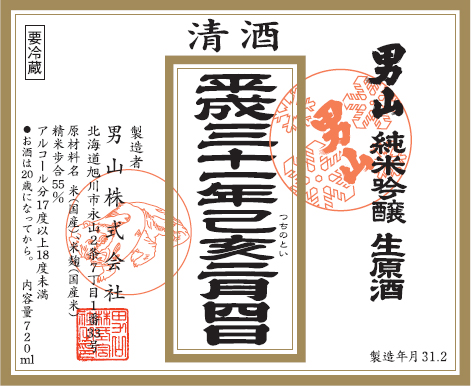 清酒
要冷蔵
男山 純米吟醸 生原酒
男山
平成三十一年己亥二月四日
つちのとい
製造者
男山株式会社
北海道旭川市永山2条7丁目1番33号
原材料名 米(国産)、米麹(国産米)
精米歩合55%
アルコール分17度以上18度未満
●お酒は20歳になってから。 内容量720ml
製造年月31.2